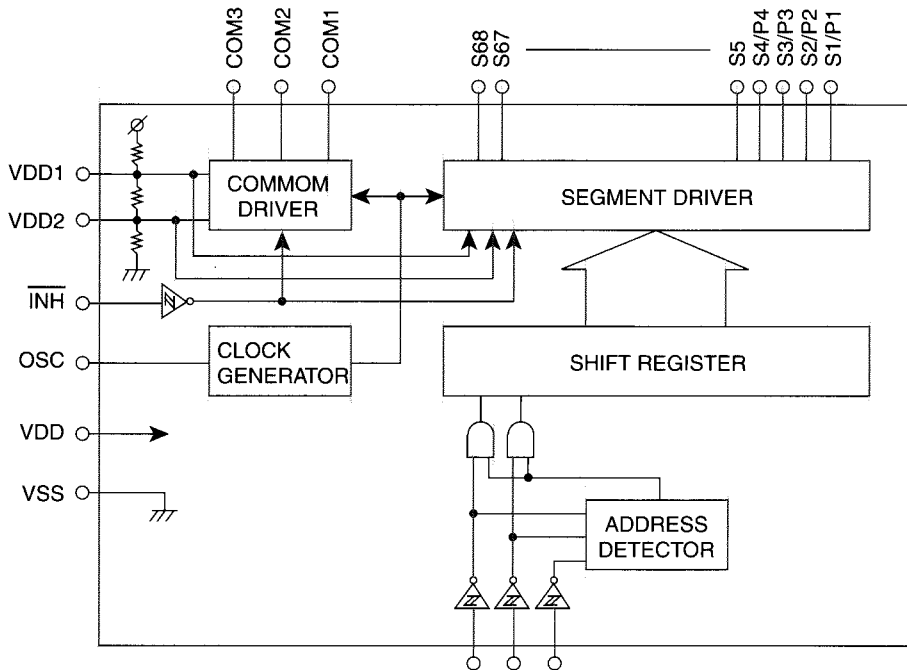 COM3
COM2
COM1
S68
S67
S5
S4/P4
S3/P3
S2/P2
S1/P1
VDD1
COMMOM
DRIVER
SEGMENT DRIVER
VDD2
INH
OSC
CLOCK
GENERATOR
SHIFT REGISTER
VDD
VSS
ADDRESS
DETECTOR